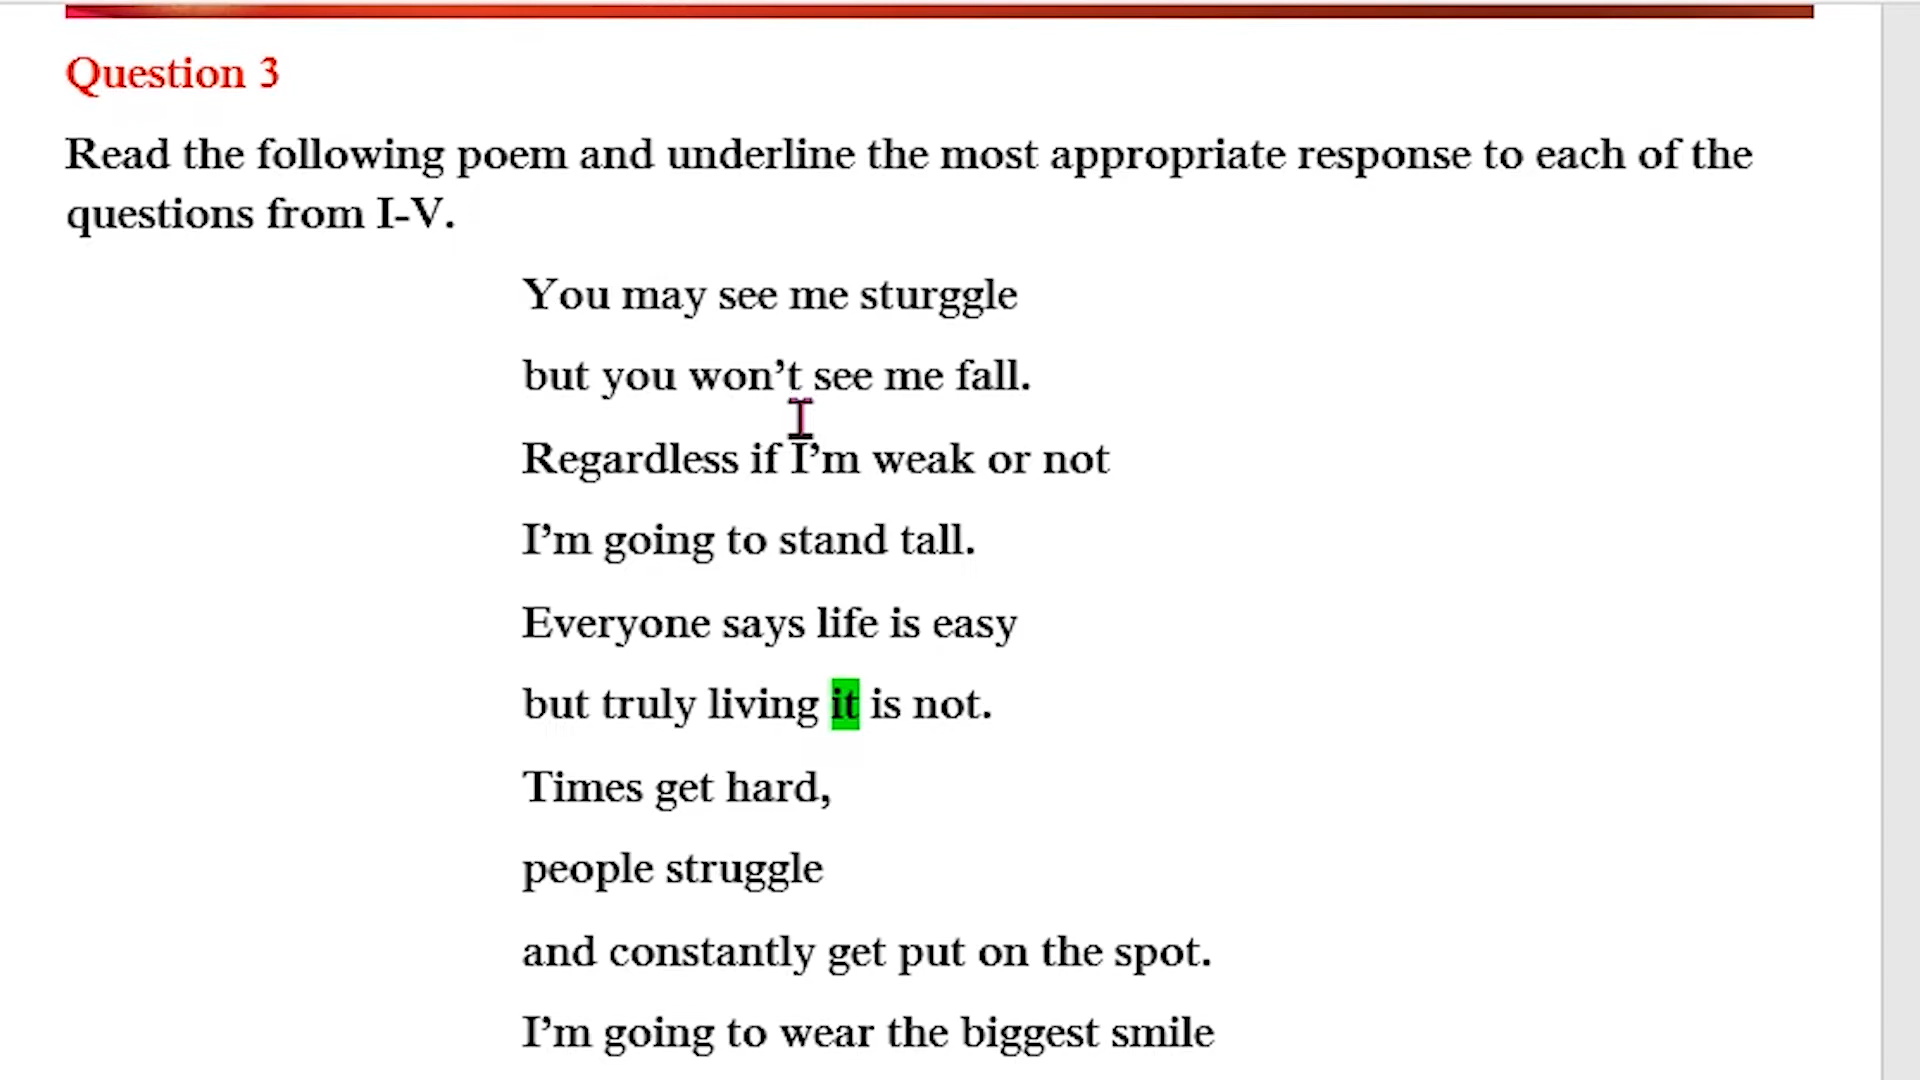 Question 3
Read the following poem and underline the most appropriate response to each of the
questions from I-V.
You may see me sturggle
but you won’t see me fall.
Regardless if I’m weak or not
I’m going to stand tall.
Everyone says life is easy
but truly living it is not.
Times get hard,
people struggle
and constantly get put on the spot.
I’m going to wear the biggest smile